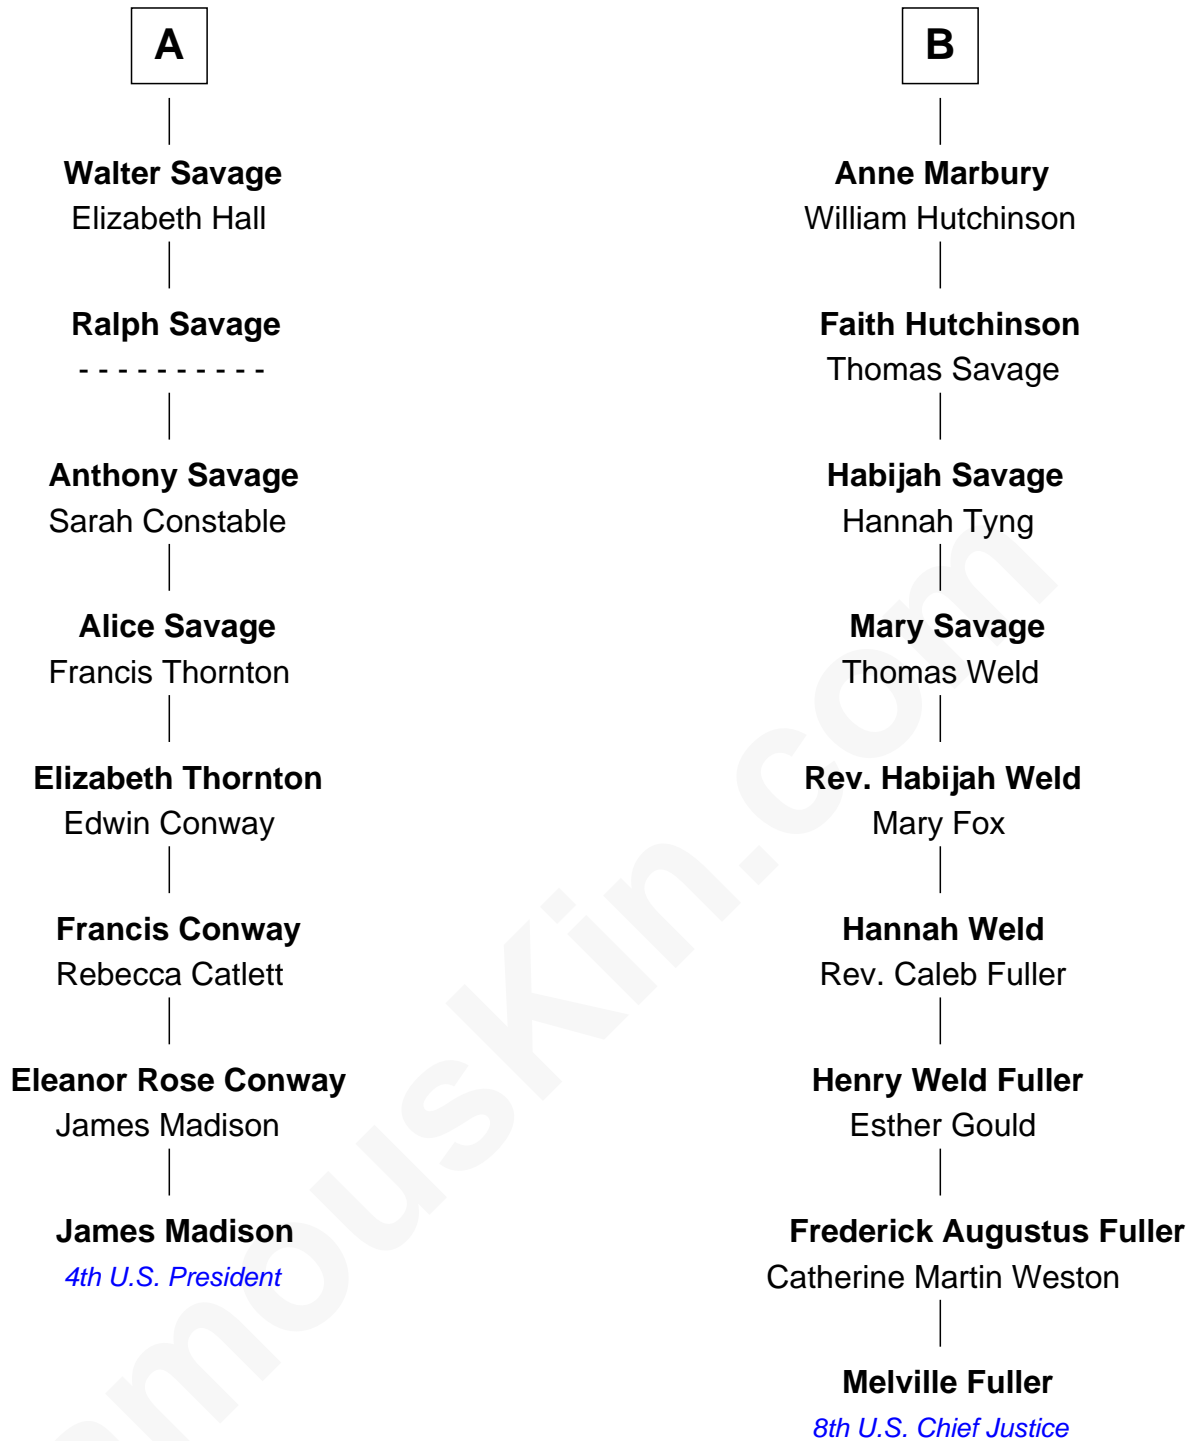 A
Walter Savage
Elizabeth Hall
Ralph Savage
- - - - - - - - - -
Anthony Savage
Sarah Constable
Alice Savage
Francis Thornton
Elizabeth Thornton
Edwin Conway
Francis Conway
Rebecca Catlett
Eleanor Rose Conway
James Madison
James Madison
4th U.S. President
B
Anne Marbury
William Hutchinson
Faith Hutchinson
Thomas Savage
Habijah Savage
Hannah Tyng
Mary Savage
Thomas Weld
Rev. Habijah Weld
Mary Fox
Hannah Weld
Rev. Caleb Fuller
Henry Weld Fuller
Esther Gould
Frederick Augustus Fuller
Catherine Martin Weston
Melville Fuller
8th U.S. Chief Justice
amouskin.com